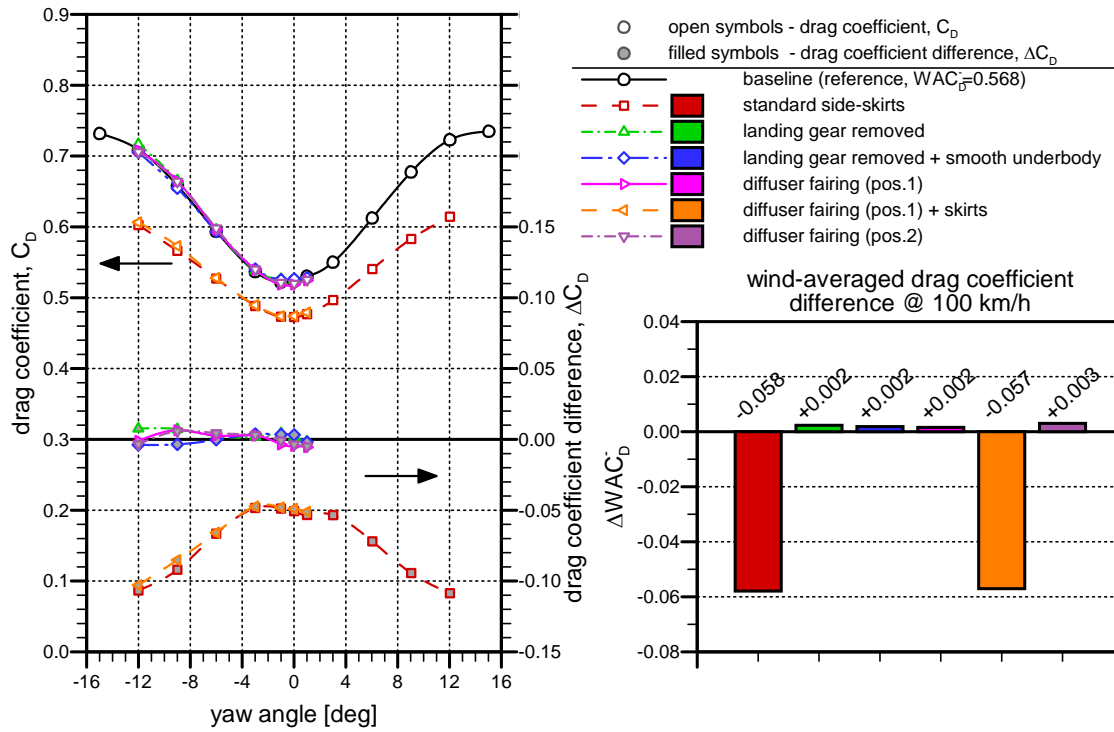 0.9
0.8
0.7
0.6
0.5
0.4
0.3
0.2
0.1
0.0
drag coefficient, C_D
-16 -12 -8 -4 0 4 8 12 16
yaw angle [deg]
0.15
0.10
0.05
0.00
-0.05
-0.10
-0.15
drag coefficient difference, ΔC_D
open symbols - drag coefficient, C_D
filled symbols - drag coefficient difference, ΔC_D
baseline (reference, WAC_D=0.568)
standard side-skirts
landing gear removed
landing gear removed + smooth underbody
diffuser fairing (pos.1)
diffuser fairing (pos.1) + skirts
diffuser fairing (pos.2)
wind-averaged drag coefficient
difference @ 100 km/h
0.04
0.02
0.00
-0.02
-0.04
-0.06
-0.08
ΔWAC_D
-0.058
+0.002
+0.002
+0.002
-0.057
+0.003